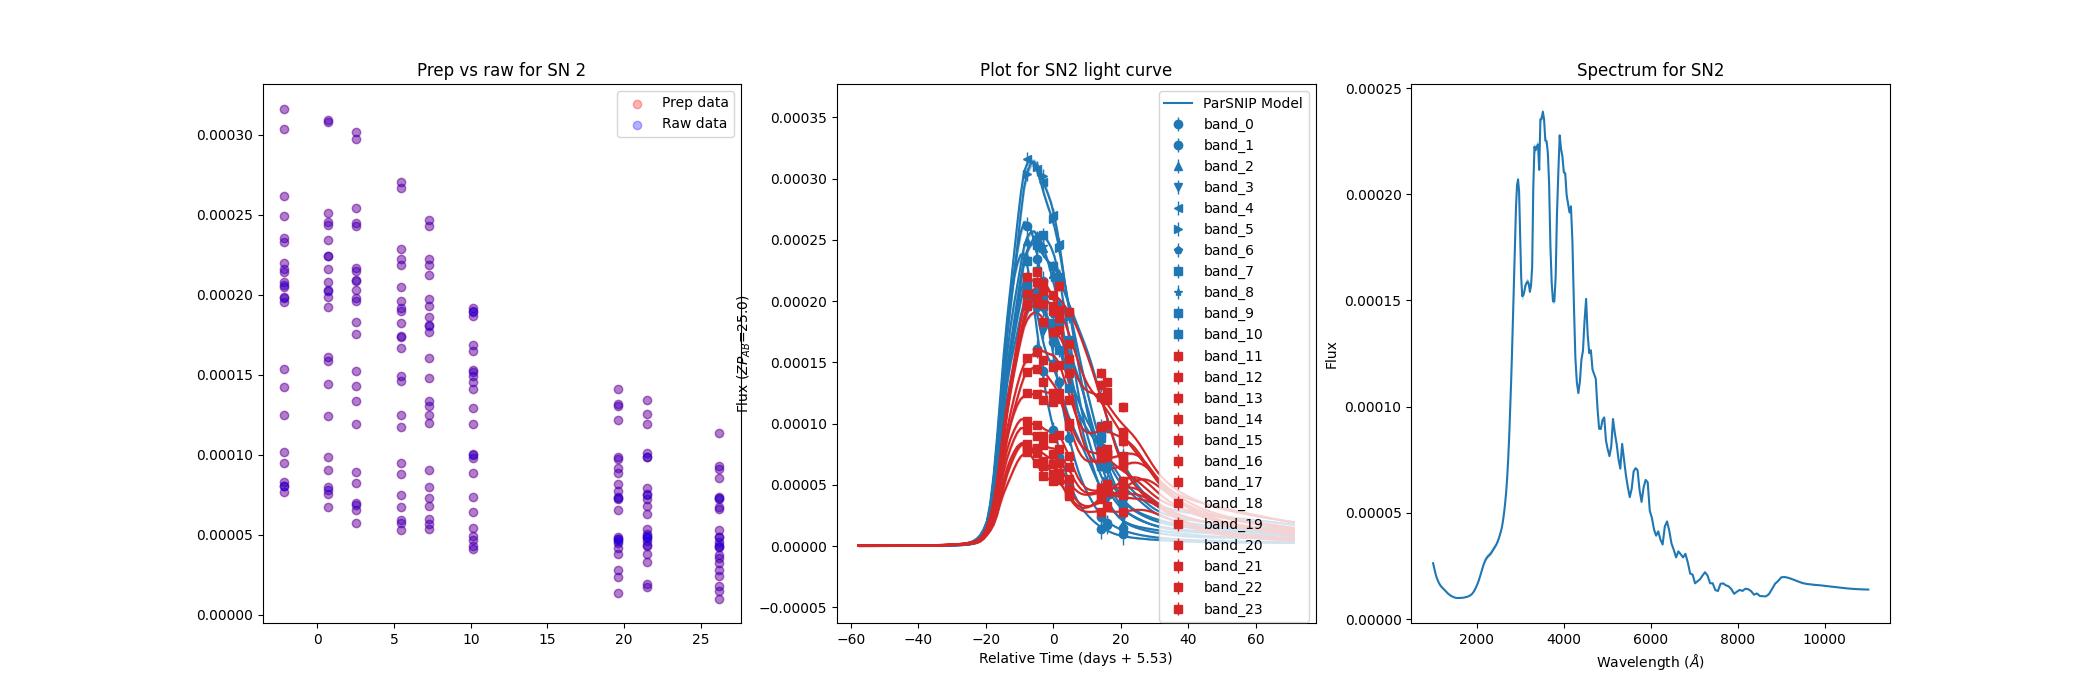 Prep vs raw for SN 2
Prep data
Raw data
0.00030
0.00025
0.00020
0.00015
0.00010
0.00005
0.00000
0 5 10 15 20 25
Plot for SN2 light curve
Flux (ZP_AB=25.0)
0.00035
0.00030
0.00025
0.00020
0.00015
0.00010
0.00005
0.00000
−0.00005
ParSNIP Model
band_0
band_1
band_2
band_3
band_4
band_5
band_6
band_7
band_8
band_9
band_10
band_11
band_12
band_13
band_14
band_15
band_16
band_17
band_18
band_19
band_20
band_21
band_22
band_23
−60 −40 −20 0 20 40 60
Relative Time (days + 5.53)
Spectrum for SN2
Flux
0.00025
0.00020
0.00015
0.00010
0.00005
0.00000
2000 4000 6000 8000 10000
Wavelength (Å)